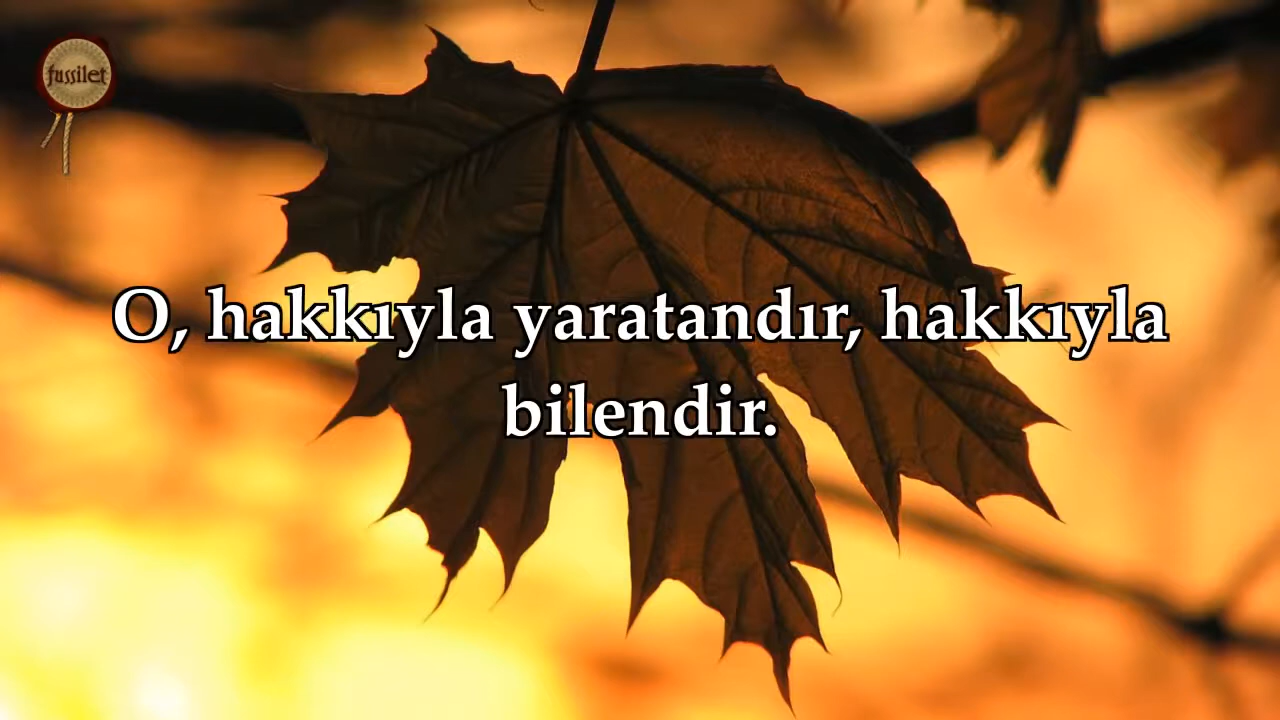 fussilet
O, hakkıyla yaratandır, hakkıyla
bilendir.